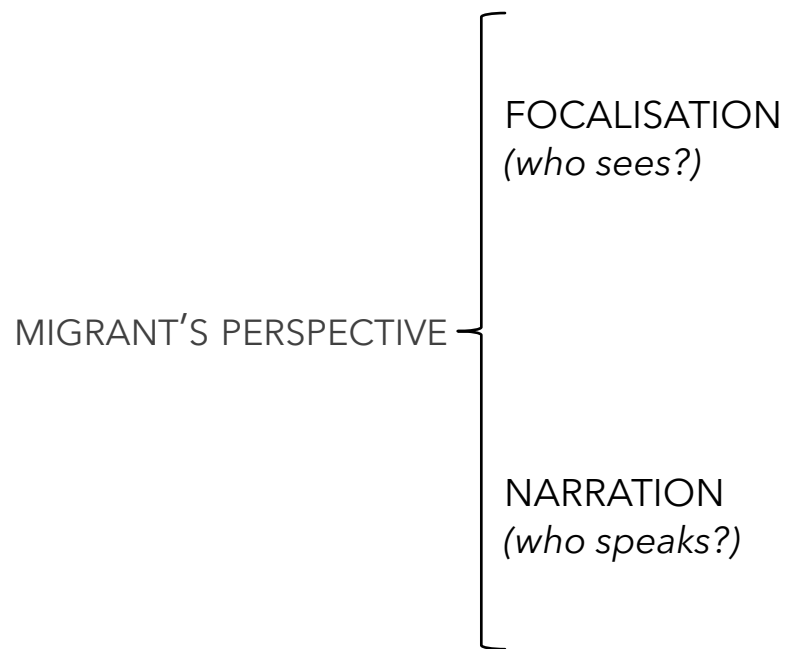 FOCALISATION
(who sees?)
MIGRANT’S PERSPECTIVE
NARRATION
(who speaks?)